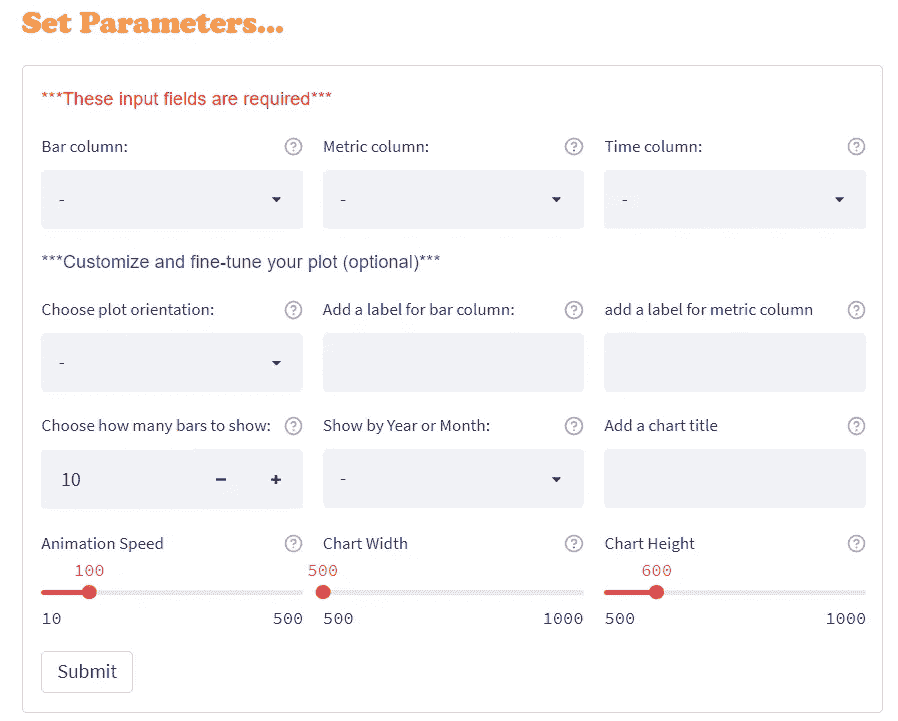 Set Parameters...
***These input fields are required***
Bar column: ? Metric column: ? Time column: ?
- - -
***Customize and fine-tune your plot (optional)***
Choose plot orientation: ? Add a label for bar column: ? add a label for metric column ?
-
Choose how many bars to show: ? Show by Year or Month: ? Add a chart title ?
10 - + -
Animation Speed ? Chart Width ? Chart Height ?
100 500 600
10 500 500 1000 500 1000
Submit